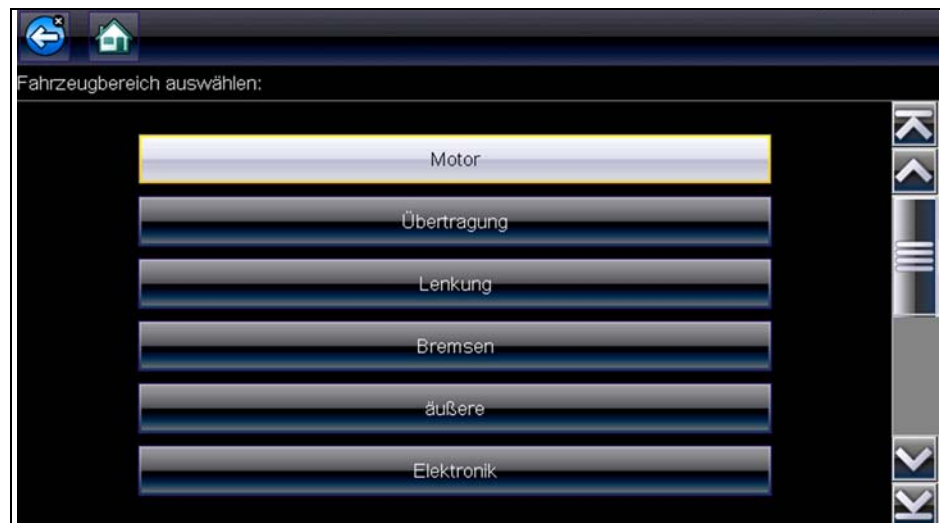 Fahrzeugbereich auswählen:
Motor
Übertragung
Lenkung
Bremsen
äußere
Elektronik